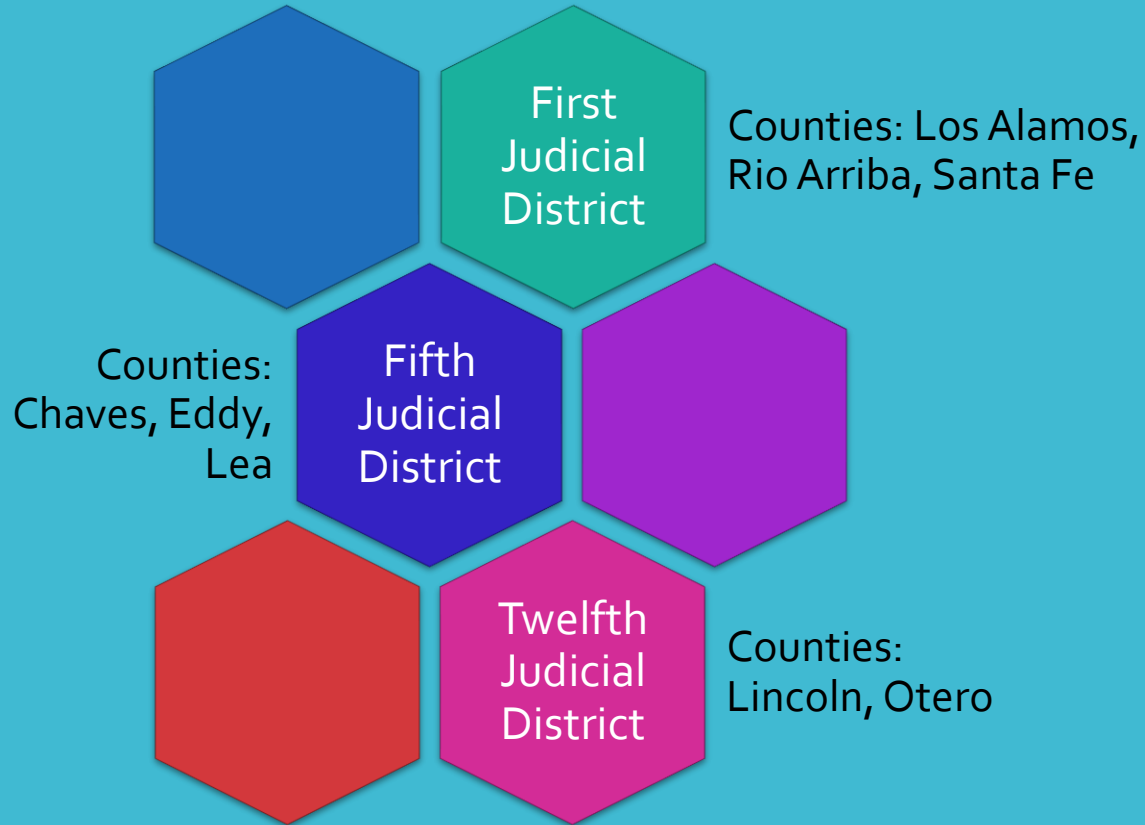 First
Judicial
District
Counties: Los Alamos,
Rio Arriba, Santa Fe
Counties:
Chaves, Eddy,
Lea
Fifth
Judicial
District
Twelfth
Judicial
District
Counties:
Lincoln, Otero